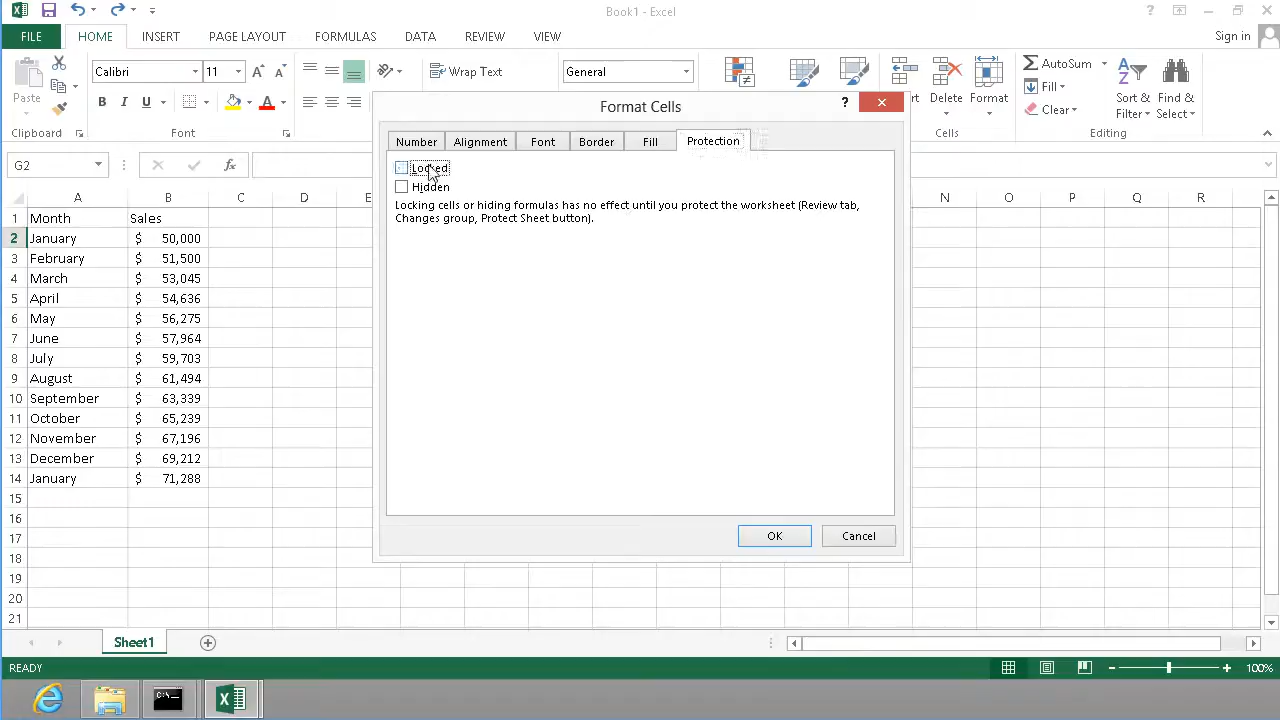 Book1 - Excel
?
FILE HOME INSERT PAGE LAYOUT FORMULAS DATA REVIEW VIEW Sign in
Paste Calibri 11 Wrap Text General Delete Format AutoSum Fill Clear Sort & Filter Find & Select
B I U A
Clipboard Font Cells Editing
G2 fx
Format Cells ?
Number Alignment Font Border Fill Protection
Locked
Hidden
Locking cells or hiding formulas has no effect until you protect the worksheet (Review tab,
Changes group, Protect Sheet button).
OK Cancel
A B C D E N O P Q R
1 Month Sales
2 January $ 50,000
3 February $ 51,500
4 March $ 53,045
5 April $ 54,636
6 May $ 56,275
7 June $ 57,964
8 July $ 59,703
9 August $ 61,494
10 September $ 63,339
11 October $ 65,239
12 November $ 67,196
13 December $ 69,212
14 January $ 71,288
15
16
17
18
19
20
21
Sheet1
READY 100%
C:\.